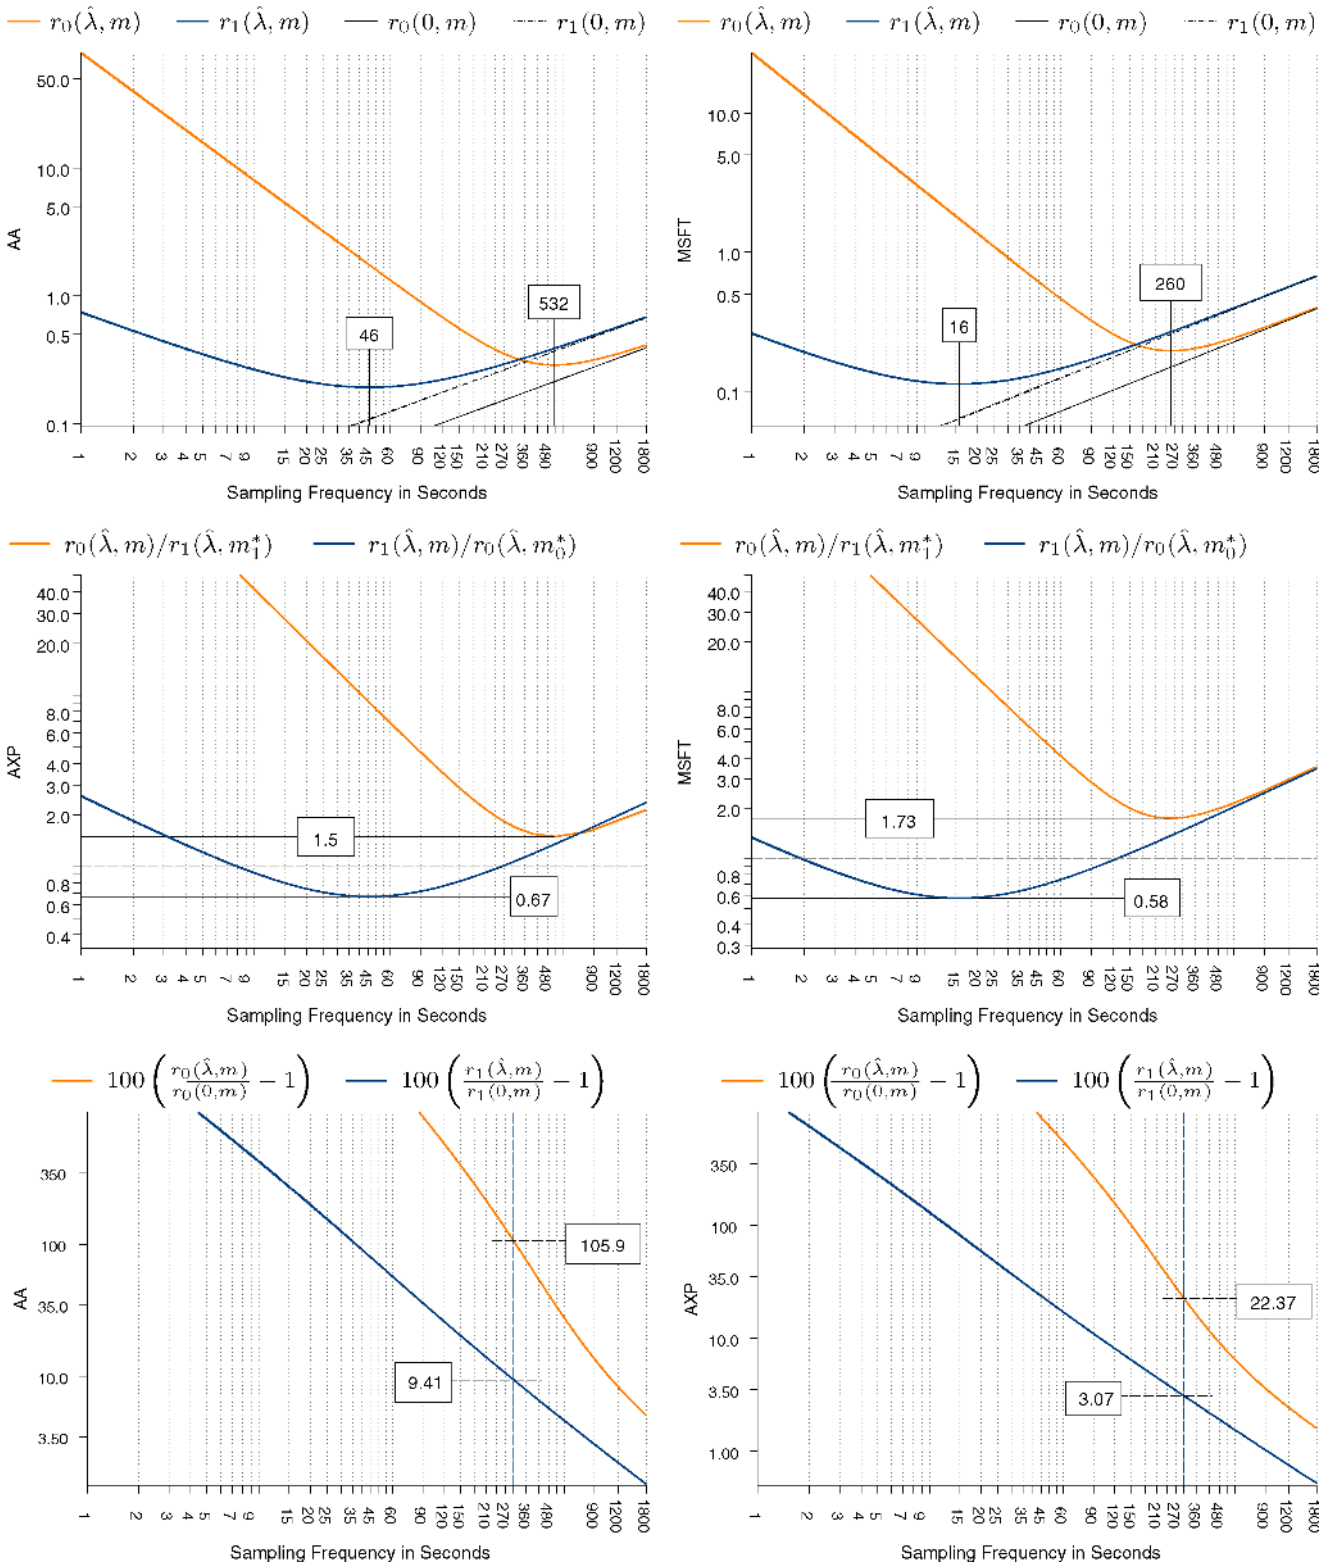 r₀(λ̂, m) r₁(λ̂, m) r₀(0, m) r₁(0, m)
50.0
10.0
5.0
1.0
0.5
0.1
AA
46
532
1 2 3 4 5 7 9 15 20 25 35 45 60 90 120 150 210 270 360 480 900 1200 1800
Sampling Frequency in Seconds
r₀(λ̂, m) r₁(λ̂, m) r₀(0, m) r₁(0, m)
10.0
5.0
1.0
0.5
0.1
MSFT
16
260
1 2 3 4 5 7 9 15 20 25 35 45 60 90 120 150 210 270 360 480 900 1200 1800
Sampling Frequency in Seconds
r₀(λ̂, m)/r₁(λ̂, m₁*) r₁(λ̂, m)/r₀(λ̂, m₀*)
40.0
30.0
20.0
8.0
6.0
4.0
3.0
2.0
0.8
0.6
0.4
AXP
1.5
0.67
1 2 3 4 5 7 9 15 20 25 35 45 60 90 120 150 210 270 360 480 900 1200 1800
Sampling Frequency in Seconds
r₀(λ̂, m)/r₁(λ̂, m₁*) r₁(λ̂, m)/r₀(λ̂, m₀*)
40.0
30.0
20.0
8.0
6.0
4.0
3.0
2.0
0.8
0.6
0.4
0.3
MSFT
1.73
0.58
1 2 3 4 5 7 9 15 20 25 35 45 60 90 120 150 210 270 360 480 900 1200 1800
Sampling Frequency in Seconds
100 (r₀(λ̂,m)/r₀(0,m) − 1) 100 (r₁(λ̂,m)/r₁(0,m) − 1)
350
100
35.0
10.0
3.50
AA
105.9
9.41
1 2 3 4 5 7 9 15 20 25 35 45 60 90 120 150 210 270 360 480 900 1200 1800
Sampling Frequency in Seconds
100 (r₀(λ̂,m)/r₀(0,m) − 1) 100 (r₁(λ̂,m)/r₁(0,m) − 1)
350
100
35.0
10.0
3.50
1.00
AXP
22.37
3.07
1 2 3 4 5 7 9 15 20 25 35 45 60 90 120 150 210 270 360 480 900 1200 1800
Sampling Frequency in Seconds